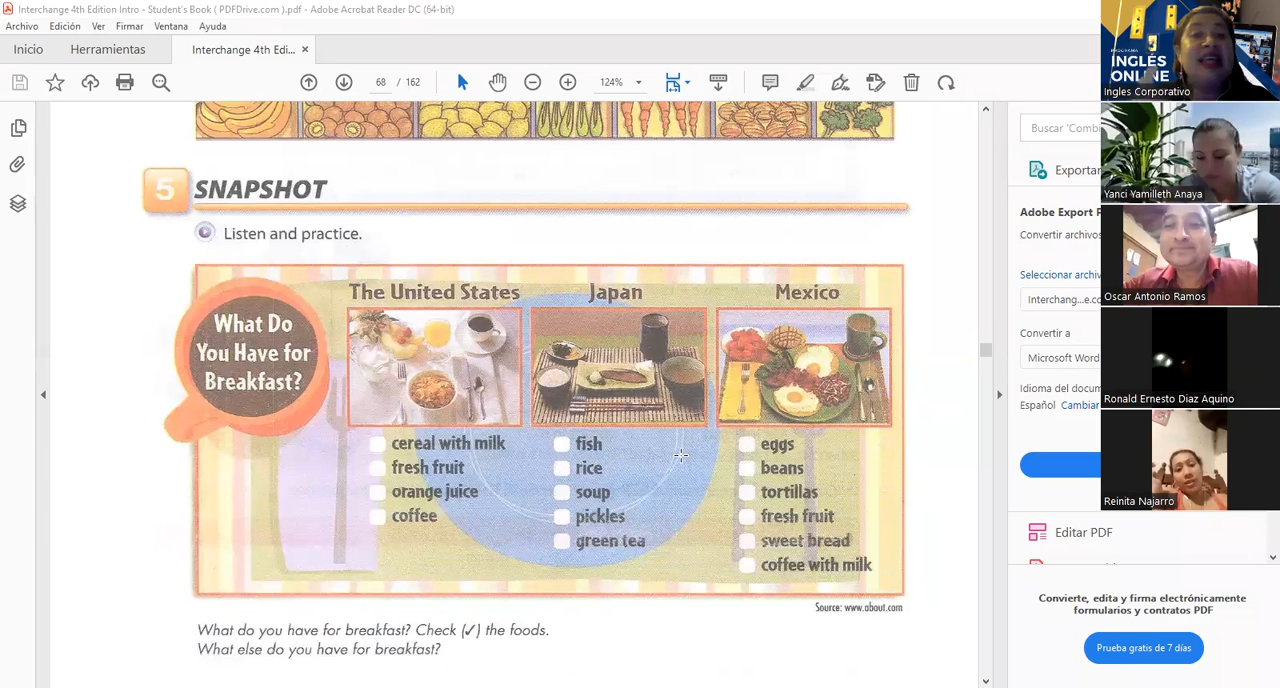 Interchange 4th Edition Intro - Student's Book ( PDFDrive.com ).pdf - Adobe Acrobat Reader DC (64-bit)
Archivo Edición Ver Firmar Ventana Ayuda
Inicio Herramientas Interchange 4th Edi... ×
68 / 162 124%
5 SNAPSHOT
Listen and practice.
What Do
You Have for
Breakfast?
The United States
cereal with milk
fresh fruit
orange juice
coffee
Japan
fish
rice
soup
pickles
green tea
Mexico
eggs
beans
tortillas
fresh fruit
sweet bread
coffee with milk
Source: www.about.com
What do you have for breakfast? Check (✓) the foods.
What else do you have for breakfast?
Buscar 'Combi
Exportar
Adobe Export P
Convertir archivos
Seleccionar archiv
Interchang...e.co
Convertir a
Microsoft Word
Idioma del docum
Español Cambiar
Editar PDF
Convierte, edita y firma electrónicamente
formularios y contratos PDF
Prueba gratis de 7 días
PROGRAMA
INGLÉS
ONLINE
Ingles Corporativo
Yanci Yamilleth Anaya
Oscar Antonio Ramos
Ronald Ernesto Diaz Aquino
Reinita Najarro